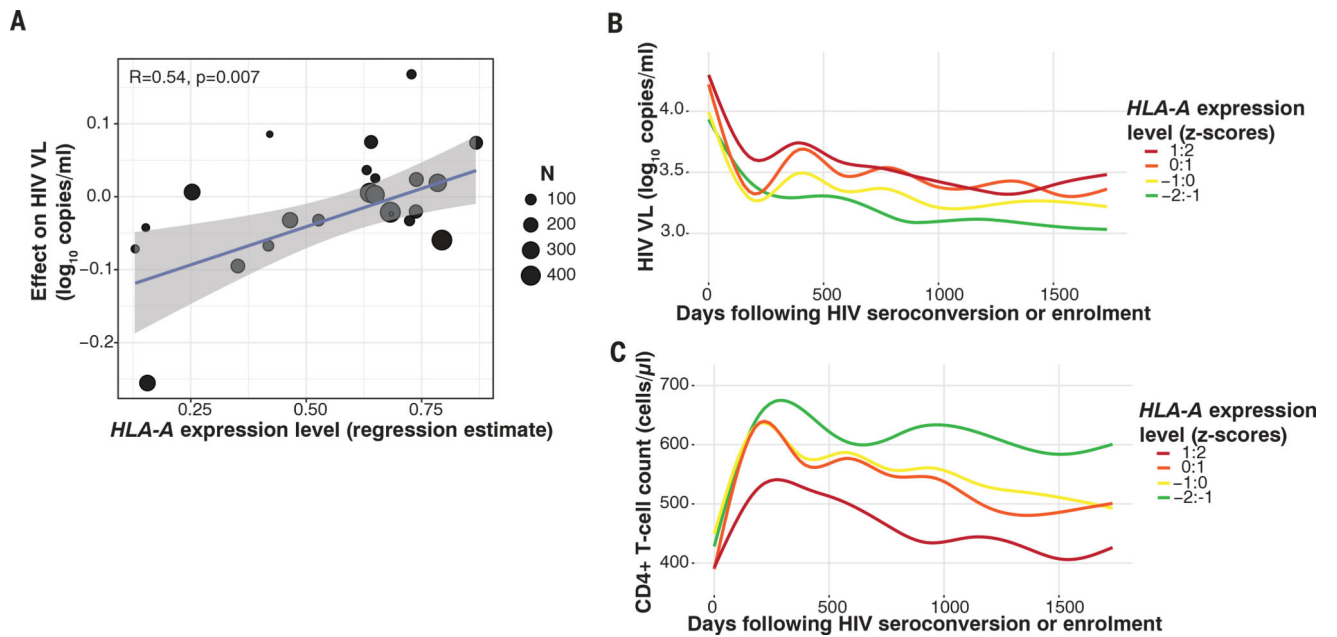 A
R=0.54, p=0.007
0.1
0.0
−0.1
−0.2
Effect on HIV VL
(log10 copies/ml)
0.25 0.50 0.75
HLA-A expression level (regression estimate)
N
100
200
300
400
B
4.0
3.5
3.0
HIV VL (log10 copies/ml)
0 500 1000 1500
Days following HIV seroconversion or enrolment
HLA-A expression
level (z-scores)
1:2
0:1
−1:0
−2:-1
C
700
600
500
400
CD4+ T-cell count (cells/µl)
0 500 1000 1500
Days following HIV seroconversion or enrolment
HLA-A expression
level (z-scores)
1:2
0:1
−1:0
−2:-1